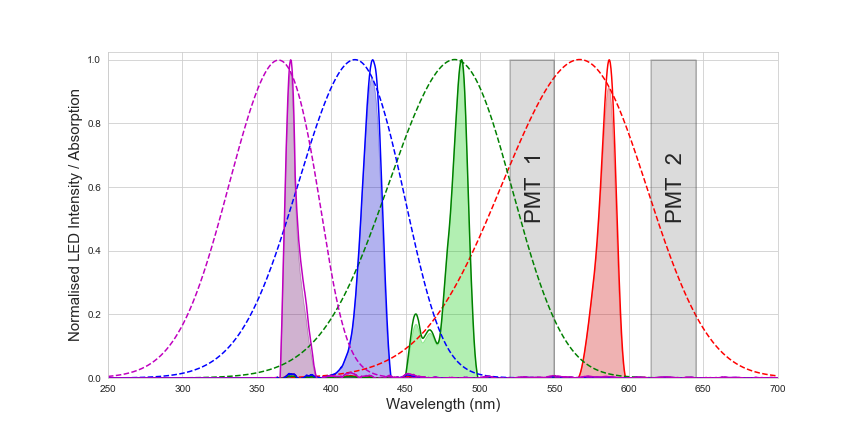 1.0
0.8
0.6
0.4
0.2
0.0
Normalised LED Intensity / Absorption
PMT 1
PMT 2
250 300 350 400 450 500 550 600 650 700
Wavelength (nm)